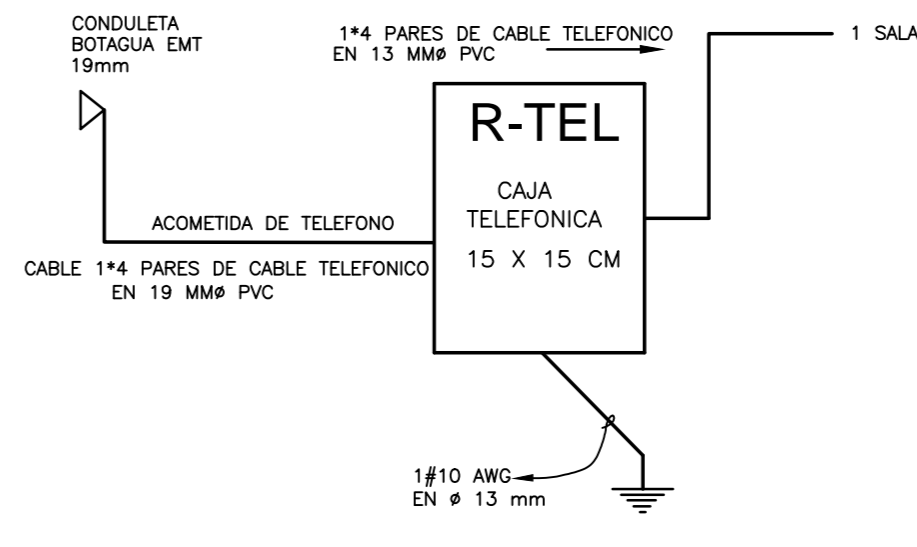 CONDULETA
BOTAGUA EMT
19mm
1*4 PARES DE CABLE TELEFONICO
EN 13 MMø PVC
1 SALA
R-TEL
CAJA
TELEFONICA
15 X 15 CM
ACOMETIDA DE TELEFONO
CABLE 1*4 PARES DE CABLE TELEFONICO
EN 19 MMø PVC
1#10 AWG
EN ø 13 mm